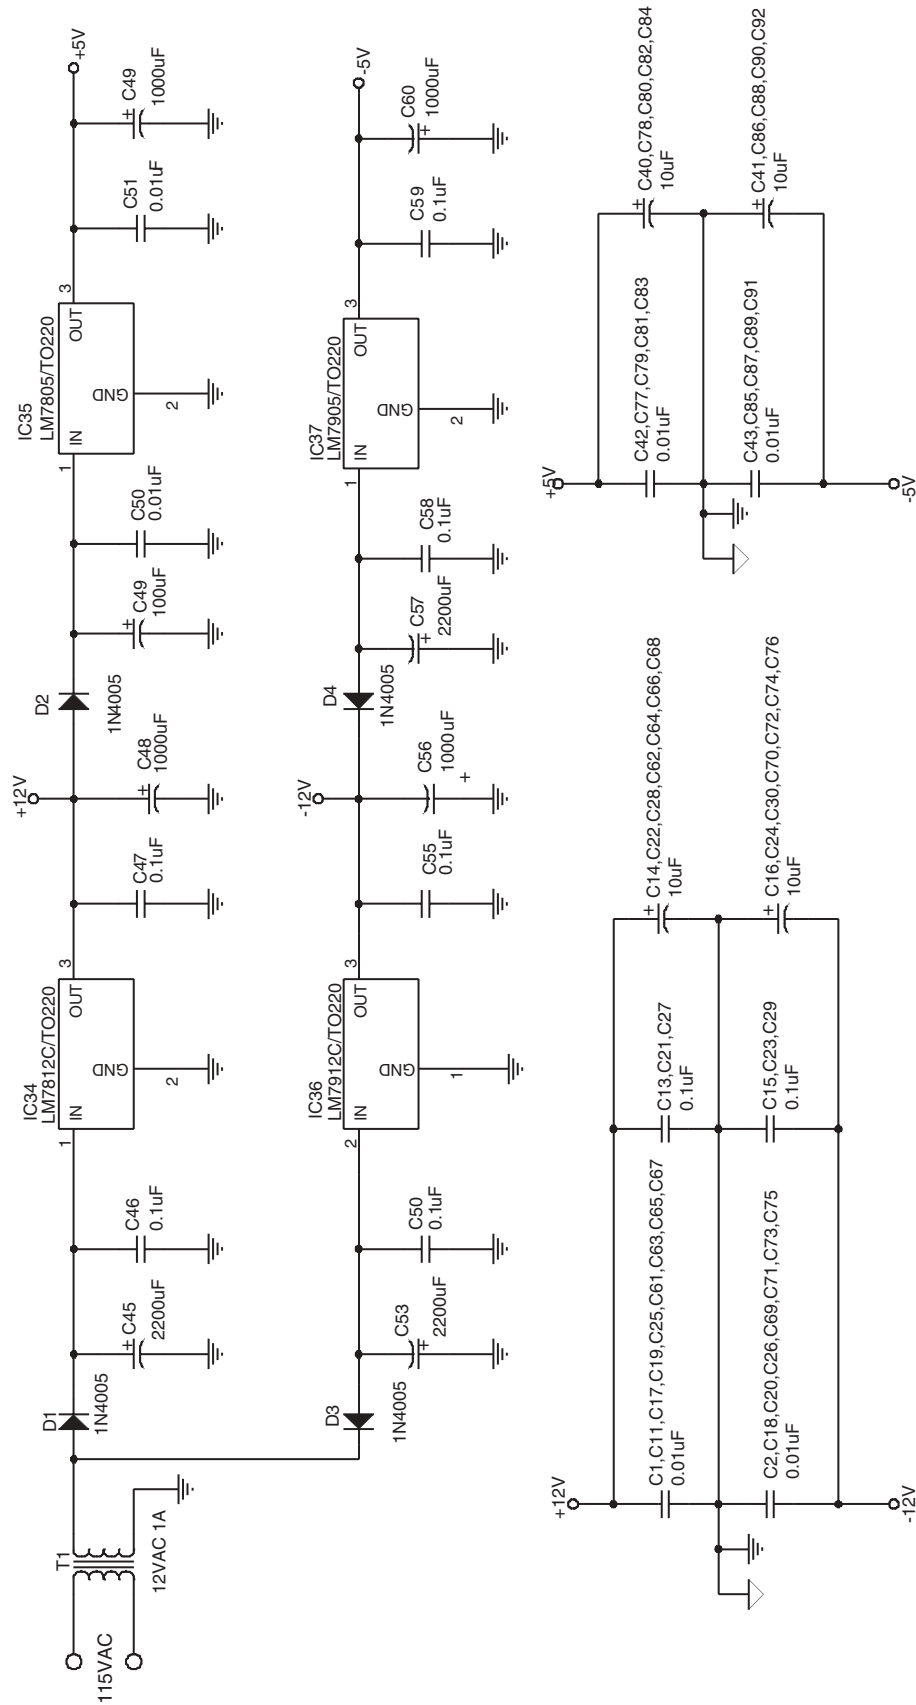 115VAC
T1
12VAC 1A
D1
1N4005
C45
2200uF
C46
0.1uF
IC34
LM7812C/TO220
1
IN
GND
2
OUT
3
C47
0.1uF
+12V
C48
1000uF
D2
1N4005
C49
100uF
C50
0.01uF
IC35
LM7805/TO220
1
IN
GND
2
OUT
3
C51
0.01uF
C49
1000uF
+5V
D3
1N4005
C53
2200uF
C50
0.1uF
IC36
LM7912C/TO220
2
IN
GND
1
OUT
3
C55
0.1uF
-12V
C56
1000uF
D4
1N4005
C57
2200uF
C58
0.1uF
IC37
LM7905/TO220
1
IN
GND
2
OUT
3
C59
0.1uF
C60
1000uF
-5V
+12V
C1,C11,C17,C19,C25,C61,C63,C65,C67
0.01uF
C13,C21,C27
0.1uF
C14,C22,C28,C62,C64,C66,C68
10uF
C2,C18,C20,C26,C69,C71,C73,C75
0.01uF
C15,C23,C29
0.1uF
C16,C24,C30,C70,C72,C74,C76
10uF
-12V
+5V
C42,C77,C79,C81,C83
0.01uF
C40,C78,C80,C82,C84
10uF
C43,C85,C87,C89,C91
0.01uF
C41,C86,C88,C90,C92
10uF
-5V